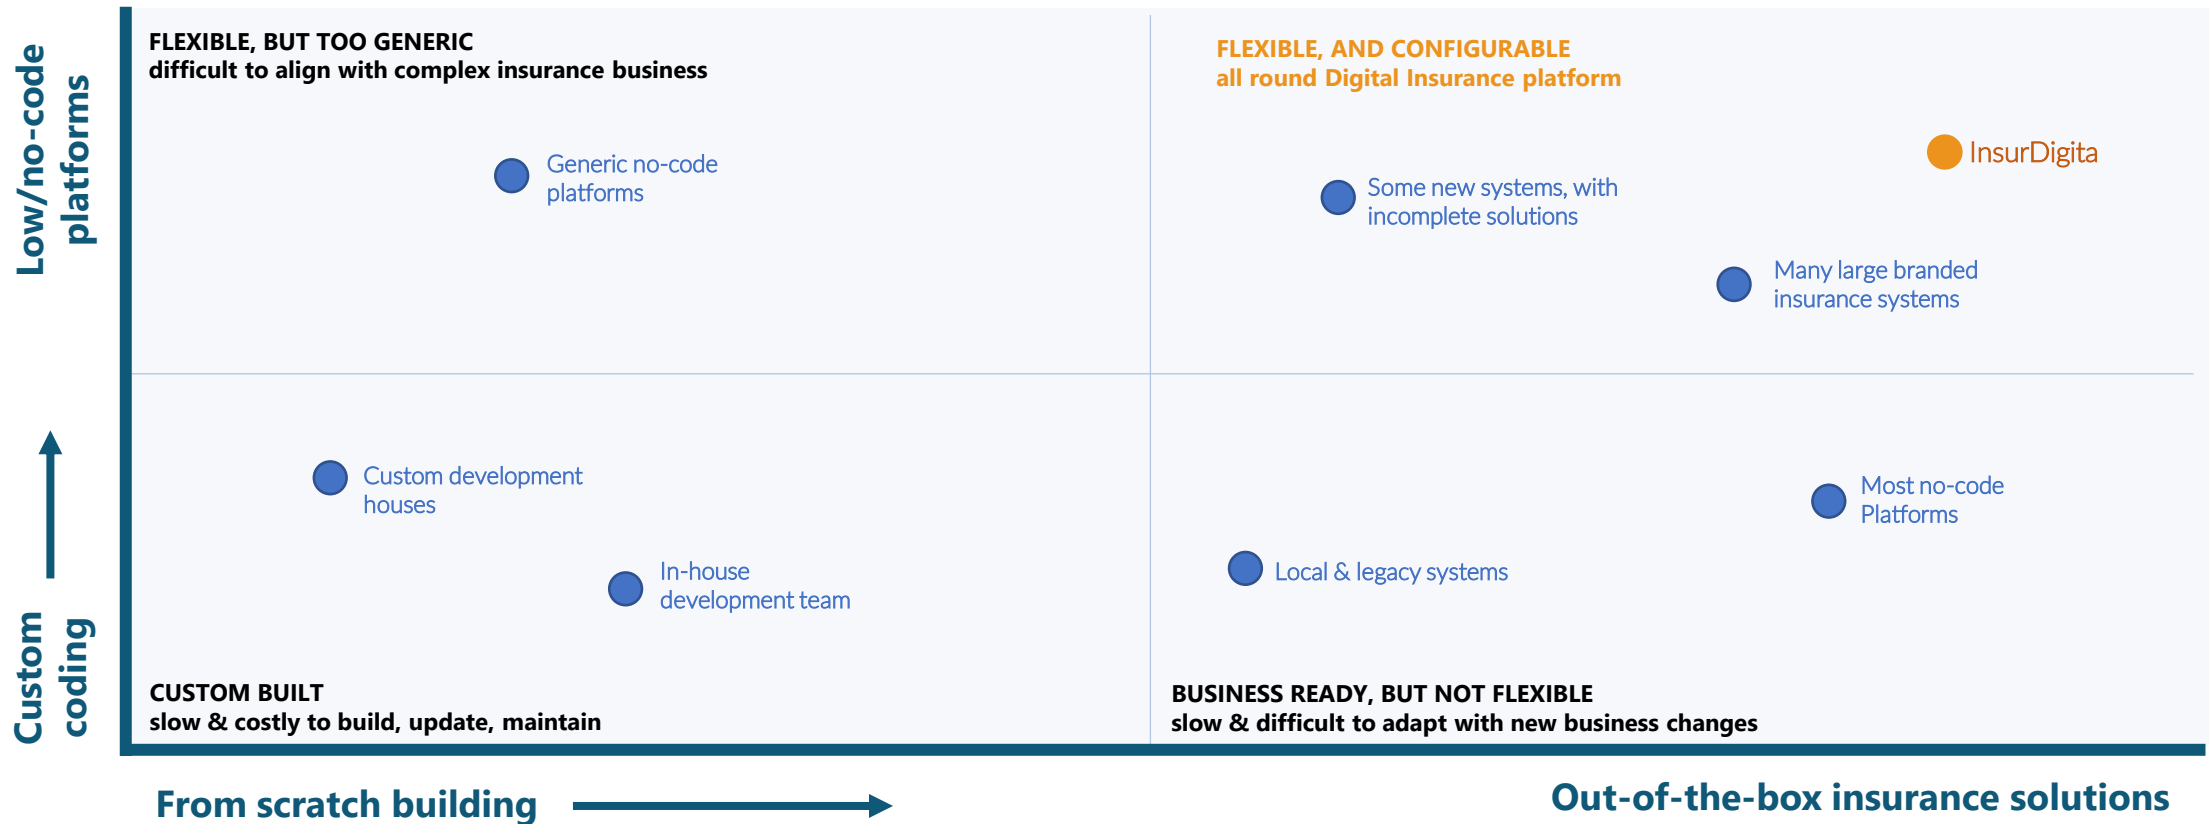 Low/no-code
platforms
Custom
coding
FLEXIBLE, BUT TOO GENERIC
difficult to align with complex insurance business
Generic no-code
platforms
FLEXIBLE, AND CONFIGURABLE
all round Digital Insurance platform
InsurDigita
Some new systems, with
incomplete solutions
Many large branded
insurance systems
Custom development
houses
In-house
development team
CUSTOM BUILT
slow & costly to build, update, maintain
Most no-code
Platforms
Local & legacy systems
BUSINESS READY, BUT NOT FLEXIBLE
slow & difficult to adapt with new business changes
From scratch building
Out-of-the-box insurance solutions